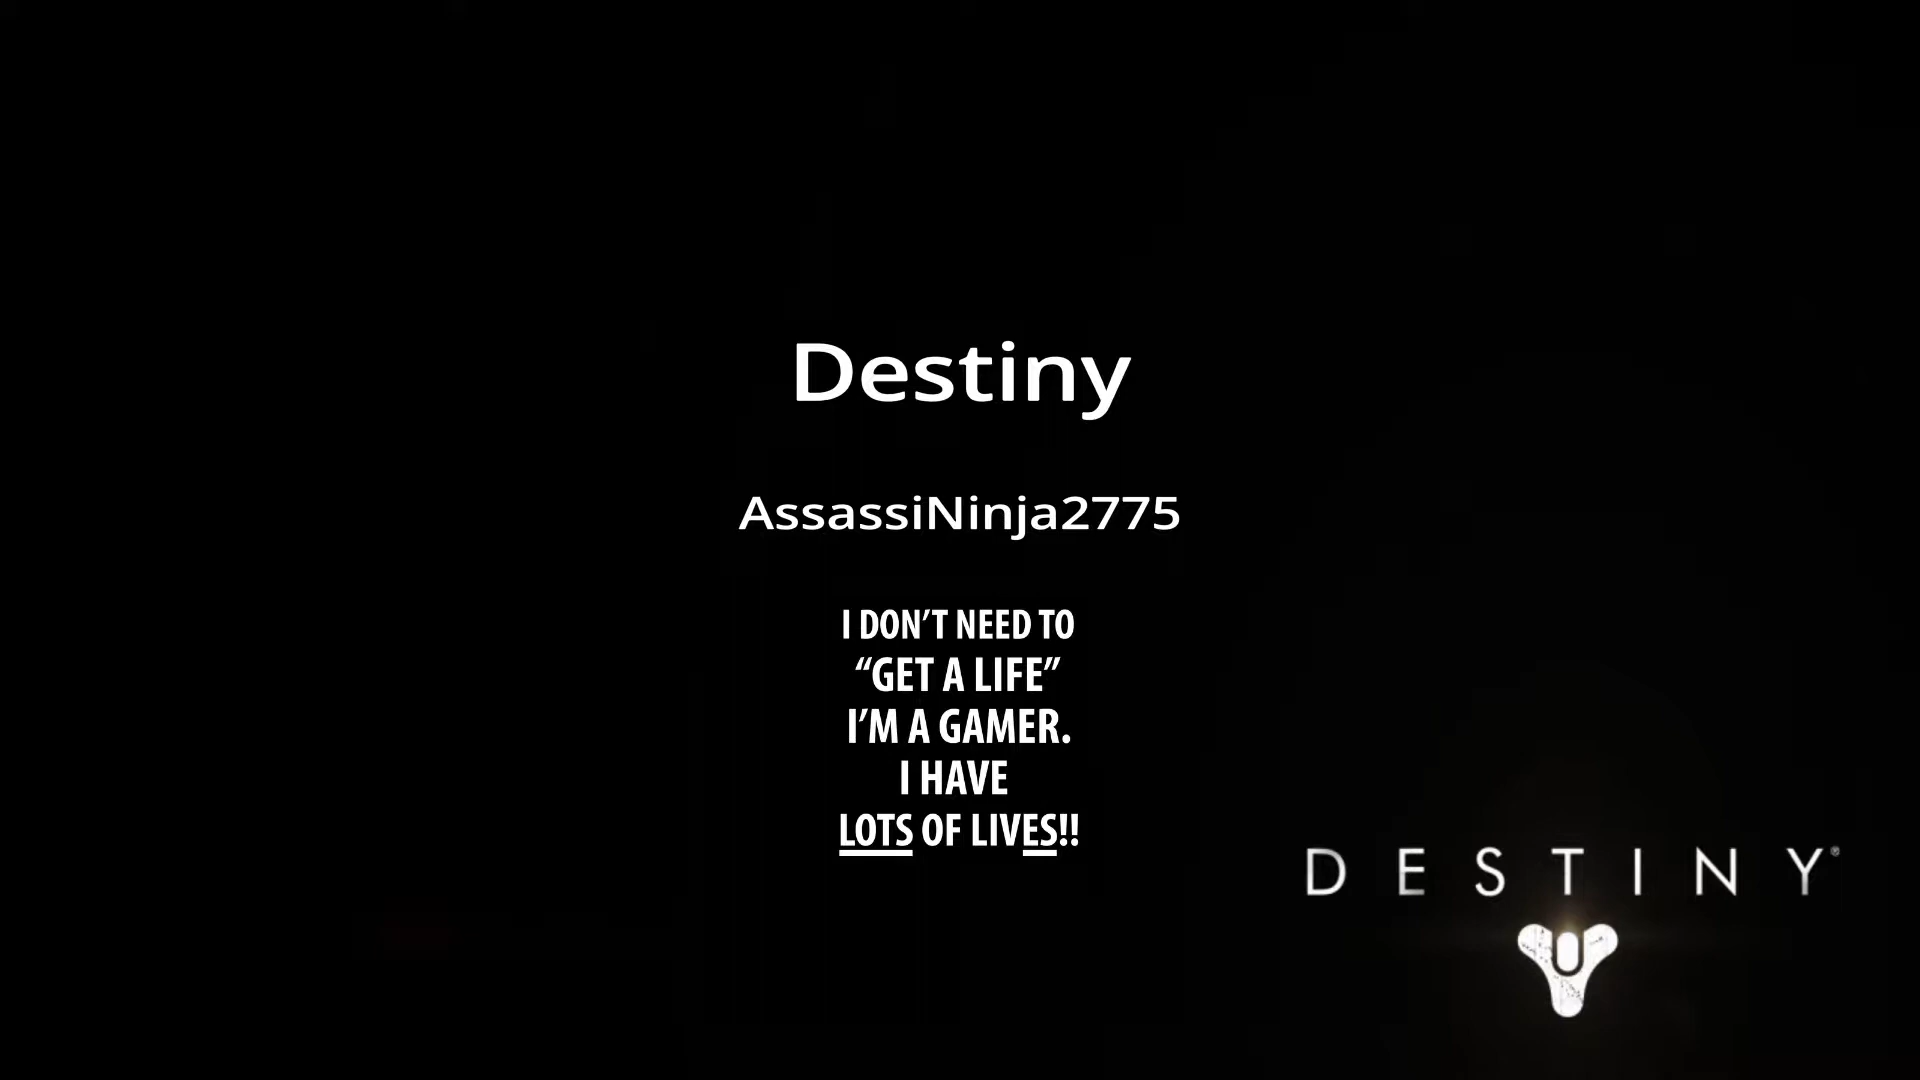 Destiny
AssassiNinja2775
I DON’T NEED TO
“GET A LIFE”
I’M A GAMER.
I HAVE
LOTS OF LIVES!!
DESTINY®